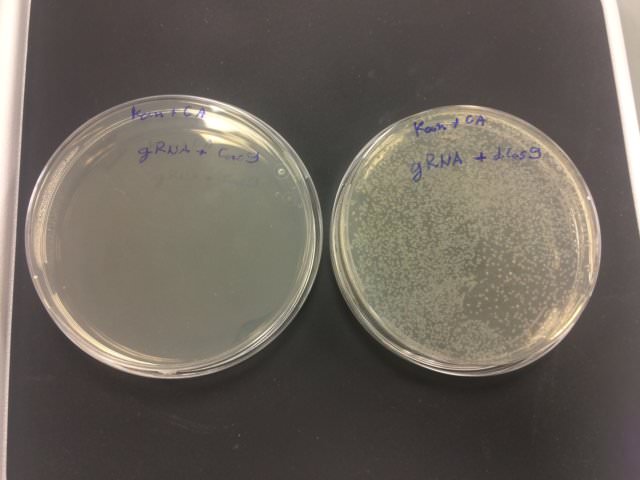 Kan + CA
gRNA + Cas9
Kan + CA
gRNA + dCas9